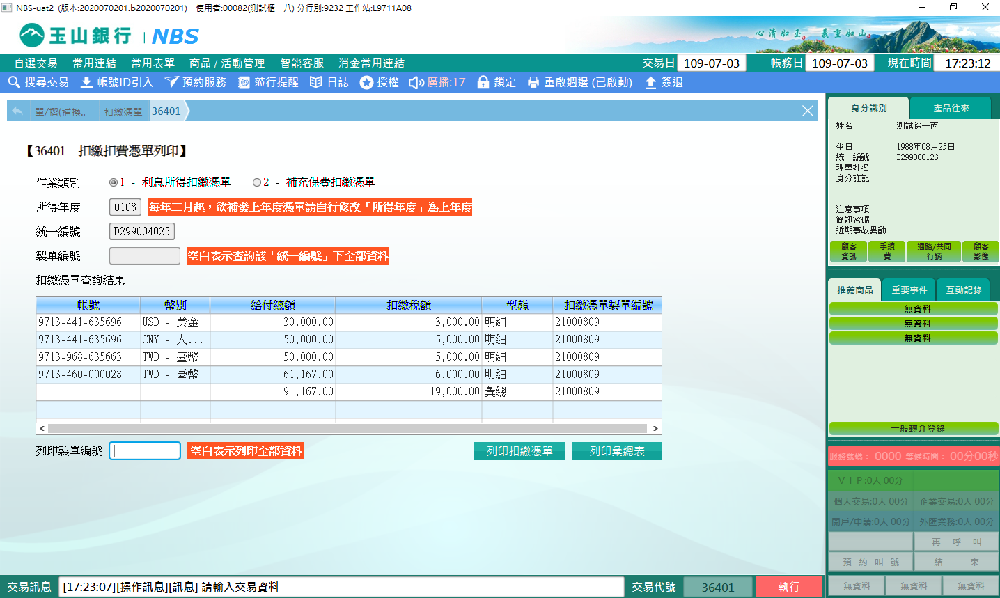 NBS-uat2 (版本:2020070201.b2020070201) 使用者:00082(測試櫃一八) 分行別:9232 工作站:L9711A08
玉山銀行 | NBS
心清如玉。義重如山。
自選交易 常用連結 常用表單 商品/活動管理 智能客服 消金常用連結 交易日 109-07-03 帳務日 109-07-03 現在時間 17:23:12
搜尋交易 帳號ID引入 預約服務 蒞行提醒 日誌 授權 廣播:17 鎖定 重啟週邊 (已啟動) 簽退
單/摺(補換.. 扣繳憑單 36401
【36401 扣繳扣費憑單列印】
作業類別 1 - 利息所得扣繳憑單 2 - 補充保費扣繳憑單
所得年度 0108 每年二月起，欲補發上年度憑單請自行修改「所得年度」為上年度
統一編號 D299004025
製單編號 空白表示查詢該「統一編號」下全部資料
扣繳憑單查詢結果
帳號 幣別 給付總額 扣繳稅額 型態 扣繳憑單製單編號
9713-441-635696 USD - 美金 30,000.00 3,000.00 明細 21000809
9713-441-635696 CNY - 人... 50,000.00 5,000.00 明細 21000809
9713-968-635663 TWD - 臺幣 50,000.00 5,000.00 明細 21000809
9713-460-000028 TWD - 臺幣 61,167.00 6,000.00 明細 21000809
191,167.00 19,000.00 彙總 21000809
列印製單編號 空白表示列印全部資料 列印扣繳憑單 列印彙總表
交易訊息 [17:23:07][操作訊息][訊息] 請輸入交易資料 交易代號 36401 執行
身分識別 產品往來
姓名 測試徐一丙
生日 1988年08月25日
統一編號 B299000123
理專姓名
身分註記
注意事項
簡訊密碼
近期事故異動
顧客資訊 手續費 通路/共同行銷 顧客影像
推薦商品 重要事件 互動記錄
無資料
無資料
無資料
一般轉介登錄
服務號碼： 0000 等候時間： 00分00秒
ＶＩＰ:0人 00分
個人交易:0人 00分 企業交易:0人 00分
開戶/申請:0人 00分 外匯業務:0人 00分
再 呼 叫
預 約 叫 號 結 束
無資料 無資料 無資料